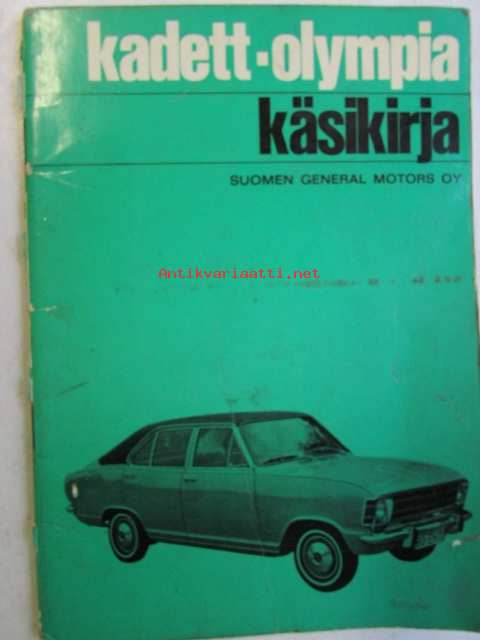 kadett-olympia
käsikirja
SUOMEN GENERAL MOTORS OY
Antikvariaatti.net